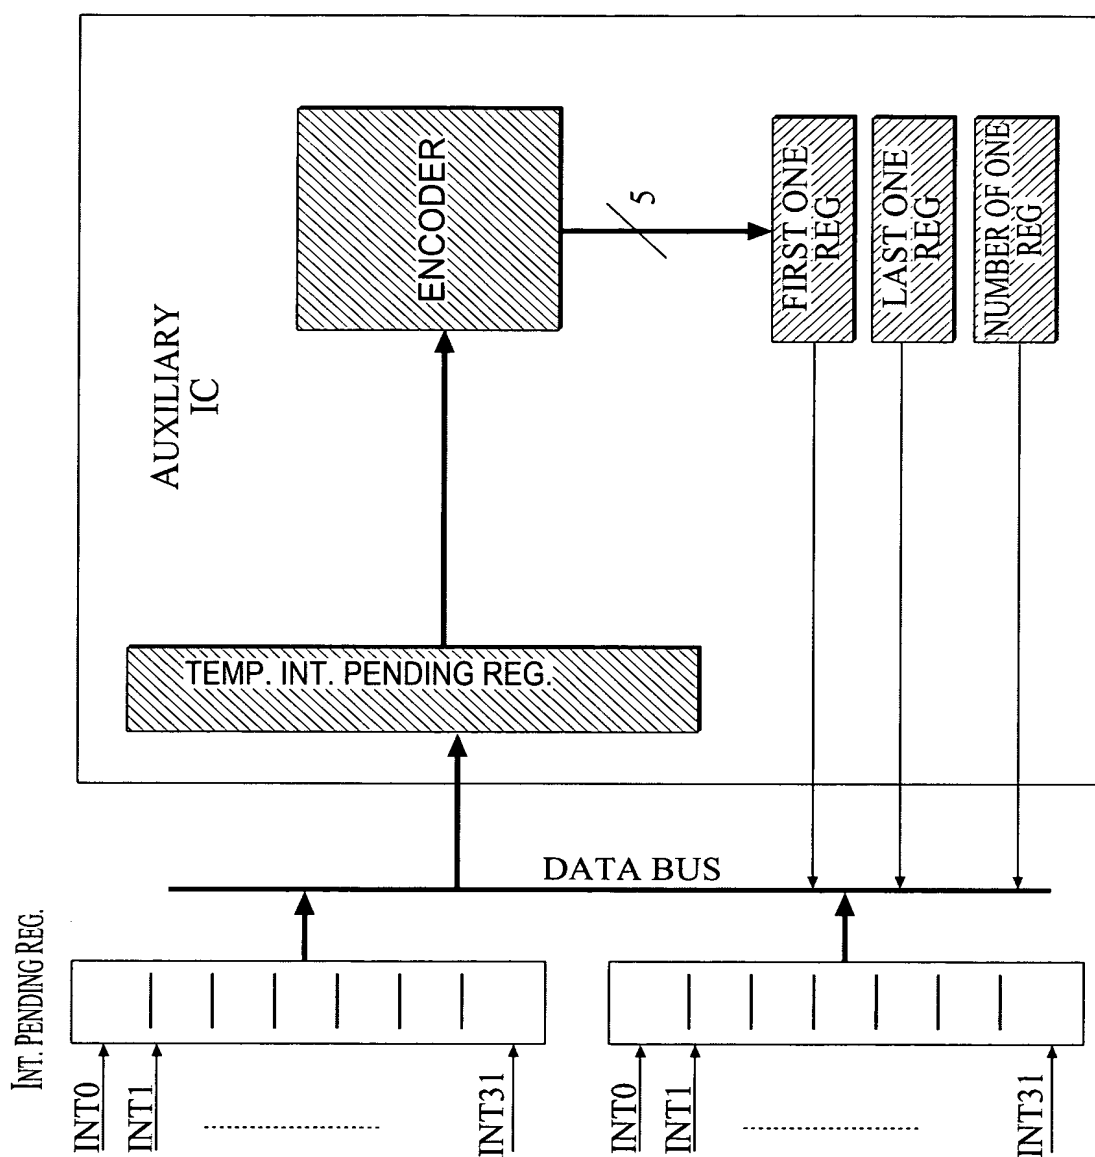 AUXILIARY
IC
ENCODER
5
FIRST ONE
REG
LAST ONE
REG
NUMBER OF ONE
REG
TEMP. INT. PENDING REG.
DATA BUS
INT. PENDING REG.
INT0
INT1
INT31
INT0
INT1
INT31